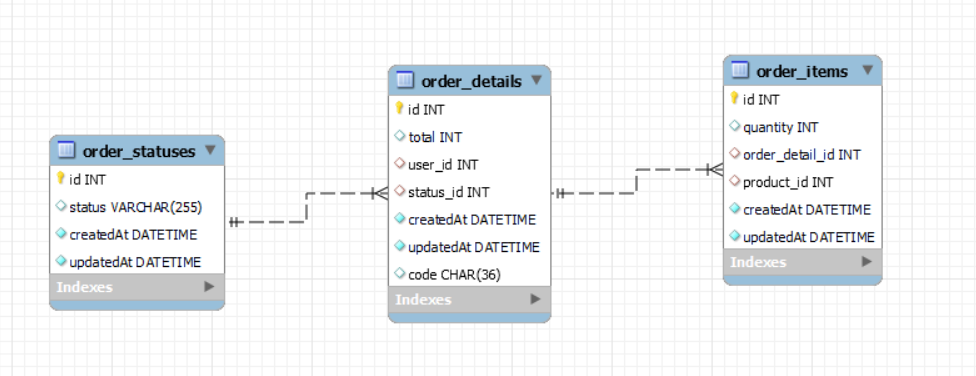 order_statuses
id INT
status VARCHAR(255)
createdAt DATETIME
updatedAt DATETIME
Indexes
order_details
id INT
total INT
user_id INT
status_id INT
createdAt DATETIME
updatedAt DATETIME
code CHAR(36)
Indexes
order_items
id INT
quantity INT
order_detail_id INT
product_id INT
createdAt DATETIME
updatedAt DATETIME
Indexes